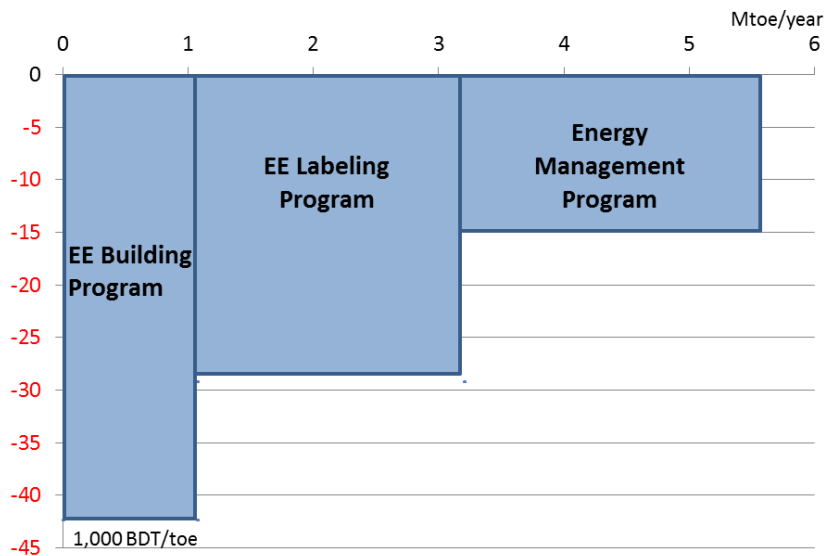 Mtoe/year
0 1 2 3 4 5 6
0
-5
-10
-15
-20
-25
-30
-35
-40
-45
EE Building
Program
EE Labeling
Program
Energy
Management
Program
1,000 BDT/toe